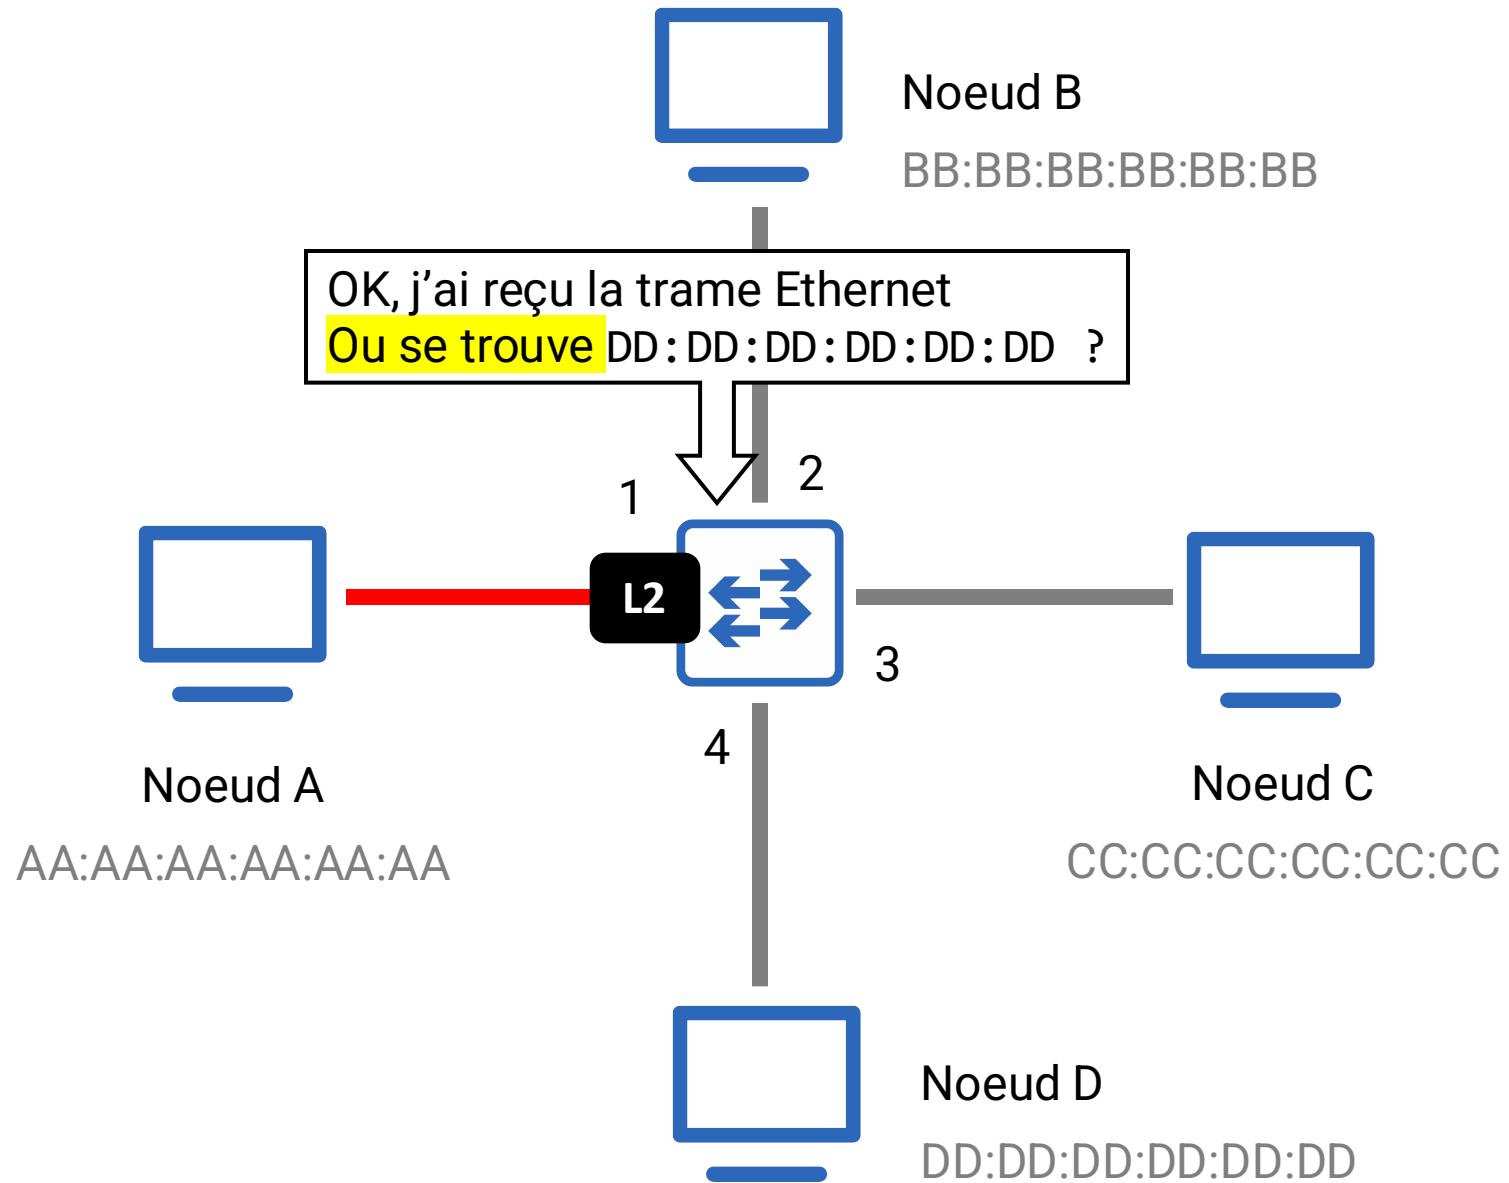 Noeud B
BB:BB:BB:BB:BB:BB
OK, j’ai reçu la trame Ethernet
Ou se trouve DD:DD:DD:DD:DD:DD ?
2
1
L2
3
4
Noeud A
AA:AA:AA:AA:AA:AA
Noeud C
CC:CC:CC:CC:CC:CC
Noeud D
DD:DD:DD:DD:DD:DD